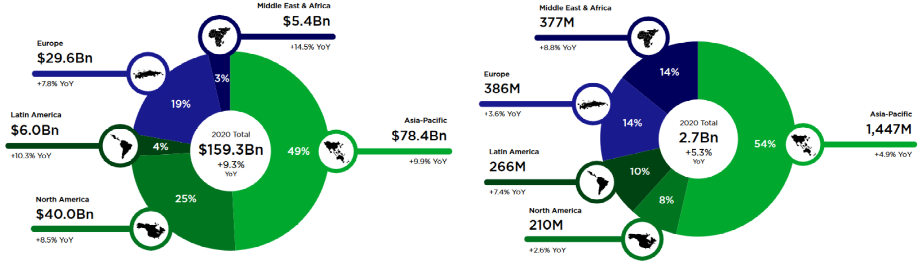 Middle East & Africa
$5.4Bn
+14.5% YoY
Europe
$29.6Bn
+7.8% YoY
3%
19%
Latin America
$6.0Bn
+10.3% YoY
4%
2020 Total
$159.3Bn
+9.3%
YoY
49%
Asia-Pacific
$78.4Bn
+9.9% YoY
25%
North America
$40.0Bn
+8.5% YoY
Middle East & Africa
377M
+8.8% YoY
14%
Europe
386M
+3.6% YoY
14%
2020 Total
2.7Bn
+5.3%
YoY
54%
Asia-Pacific
1,447M
+4.9% YoY
Latin America
266M
+7.4% YoY
10%
8%
North America
210M
+2.6% YoY